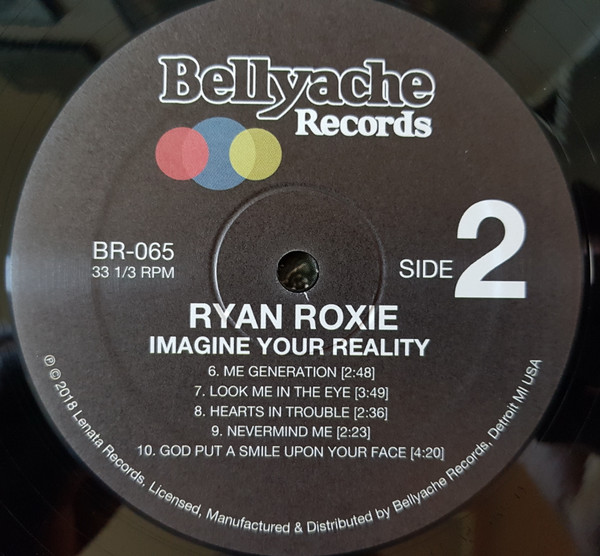 Bellyache
Records
BR-065
33 1/3 RPM
SIDE 2
RYAN ROXIE
IMAGINE YOUR REALITY
6. ME GENERATION [2:48]
7. LOOK ME IN THE EYE [3:49]
8. HEARTS IN TROUBLE [2:36]
9. NEVERMIND ME [2:23]
10. GOD PUT A SMILE UPON YOUR FACE [4:20]
℗ © 2018 Lenata Records, Licensed, Manufactured & Distributed by Bellyache Records, Detroit MI USA